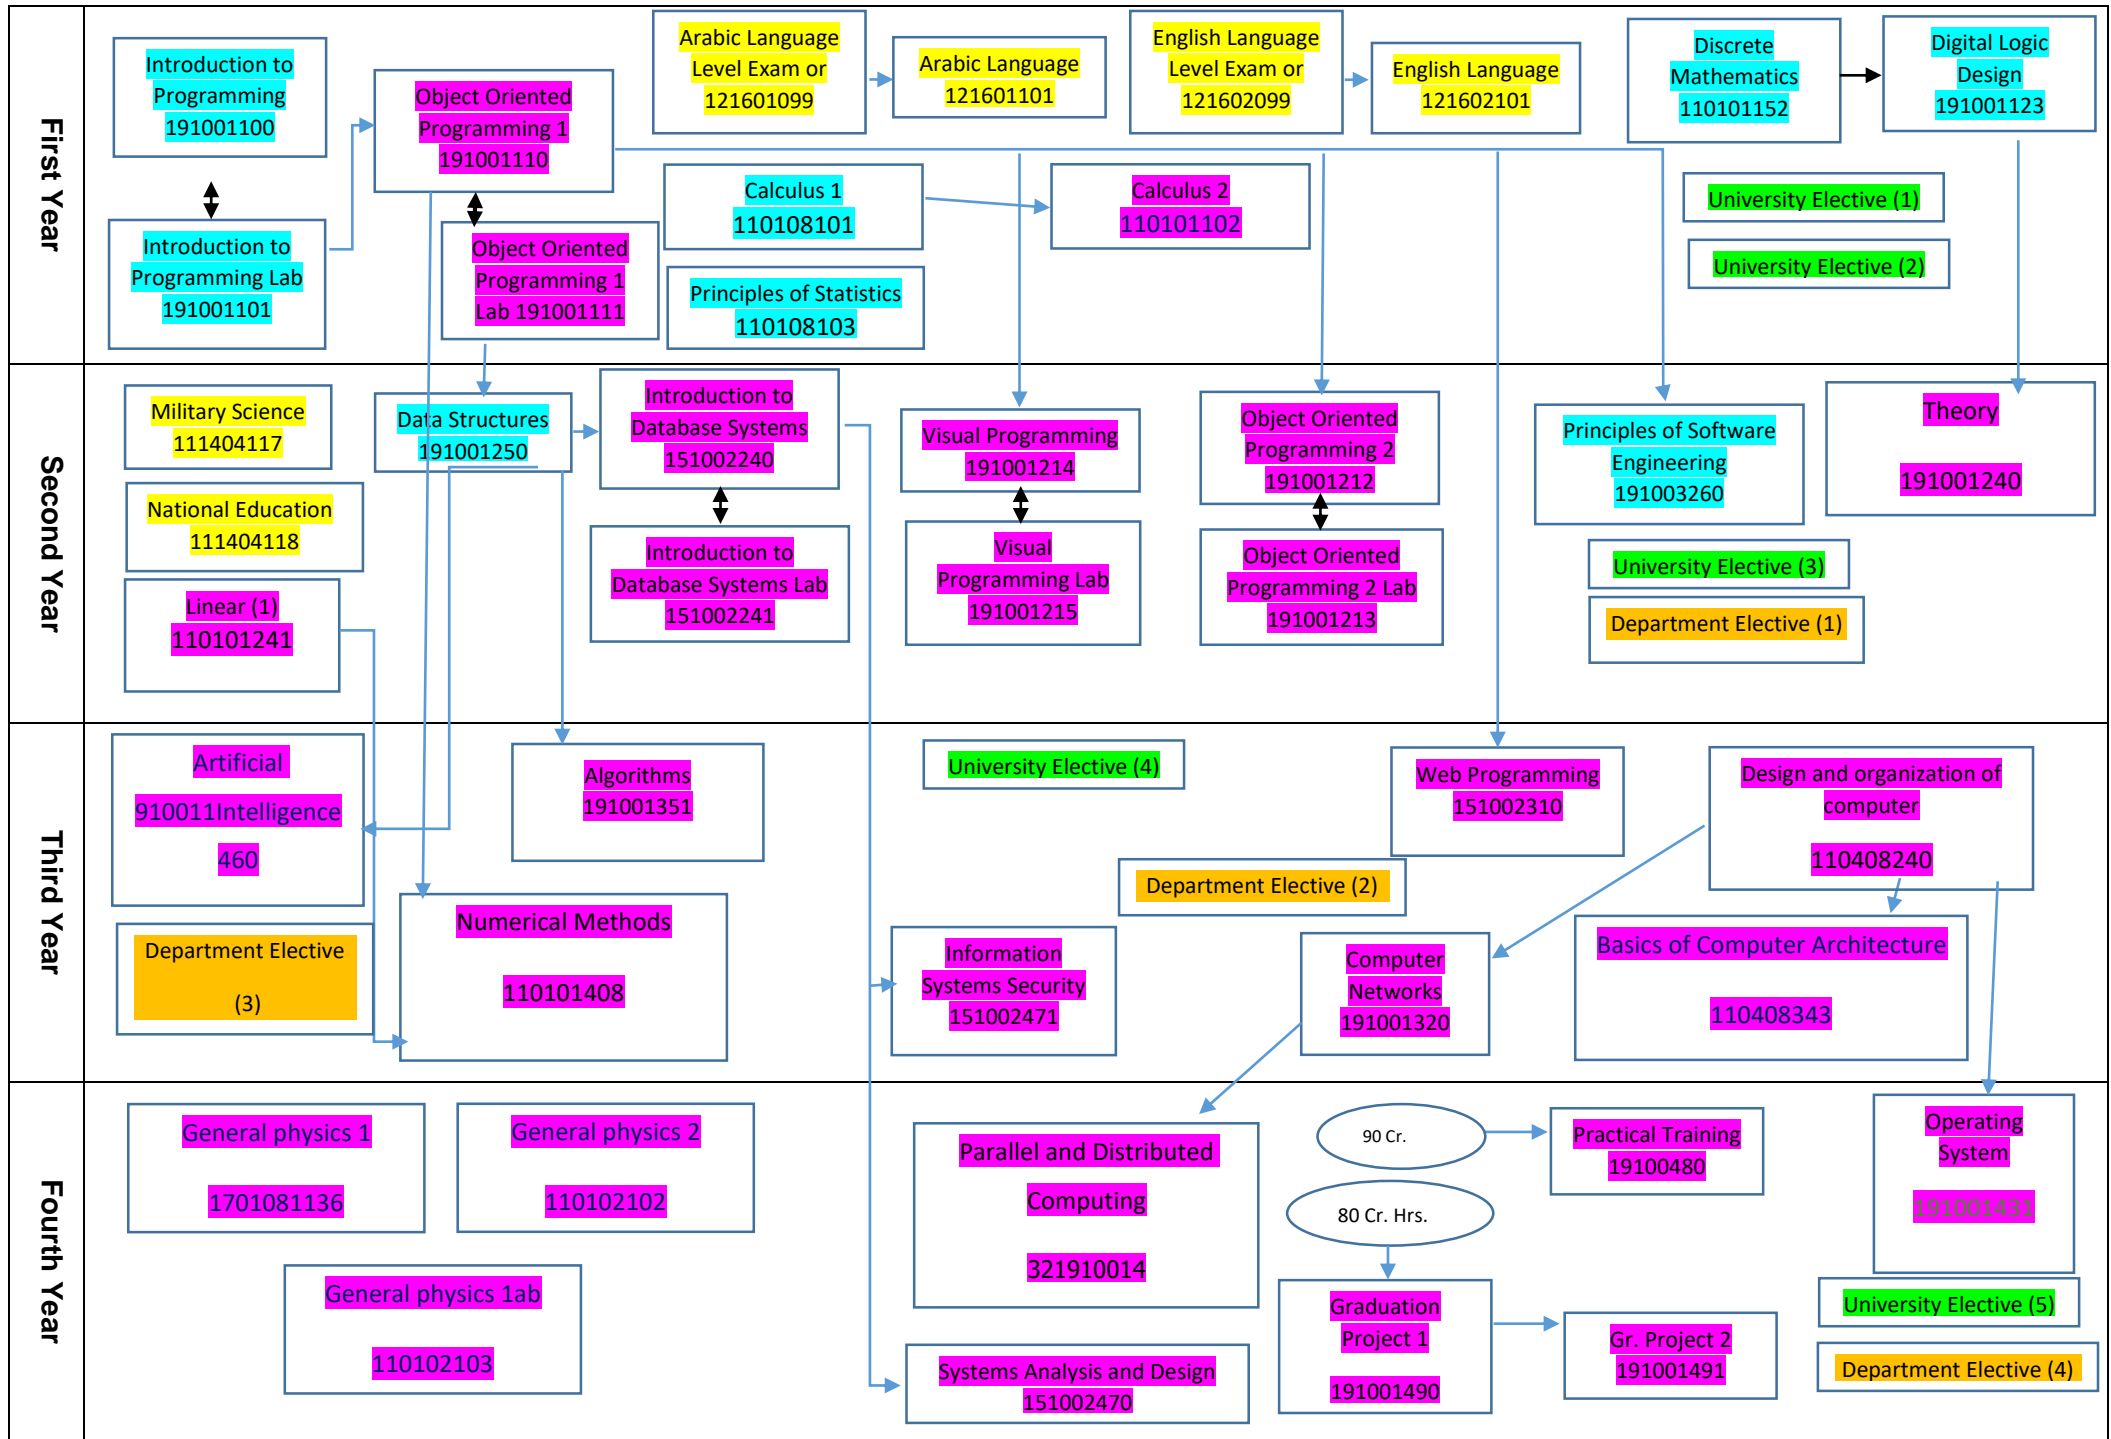 First Year
Introduction to
Programming
191001100
Introduction to
Programming Lab
191001101
Object Oriented
Programming 1
191001110
Object Oriented
Programming 1
Lab 191001111
Arabic Language
Level Exam or
121601099
Arabic Language
121601101
English Language
Level Exam or
121602099
English Language
121602101
Discrete
Mathematics
110101152
Digital Logic
Design
191001123
Calculus 1
110108101
Calculus 2
110101102
Principles of Statistics
110108103
University Elective (1)
University Elective (2)
Second Year
Military Science
111404117
National Education
111404118
Linear (1)
110101241
Data Structures
191001250
Introduction to
Database Systems
151002240
Introduction to
Database Systems Lab
151002241
Visual Programming
191001214
Visual
Programming Lab
191001215
Object Oriented
Programming 2
191001212
Object Oriented
Programming 2 Lab
191001213
Principles of Software
Engineering
191003260
University Elective (3)
Department Elective (1)
Theory
191001240
Third Year
Artificial
910011Intelligence
460
Department Elective
(3)
Algorithms
191001351
Numerical Methods
110101408
University Elective (4)
Department Elective (2)
Information
Systems Security
151002471
Web Programming
151002310
Computer
Networks
191001320
Design and organization of
computer
110408240
Basics of Computer Architecture
110408343
Fourth Year
General physics 1
1701081136
General physics 2
110102102
General physics 1ab
110102103
Parallel and Distributed
Computing
321910014
Systems Analysis and Design
151002470
90 Cr.
Practical Training
19100480
80 Cr. Hrs.
Graduation
Project 1
191001490
Gr. Project 2
191001491
Operating
System
191001431
University Elective (5)
Department Elective (4)